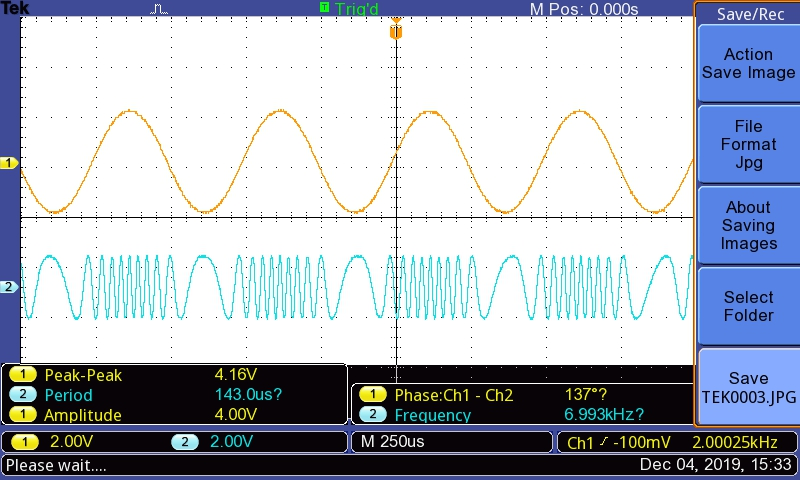 Tek Trig'd M Pos: 0.000s Save/Rec
T
T
Action
Save Image
File
Format
Jpg
About
Saving
Images
Select
Folder
Save
TEK0003.JPG
1
2
1 Peak-Peak 4.16V
2 Period 143.0us?
1 Amplitude 4.00V
1 Phase:Ch1 - Ch2 137°?
2 Frequency 6.993kHz?
1 2.00V 2 2.00V M 250us Ch1 -100mV 2.00025kHz
Please wait.... Dec 04, 2019, 15:33